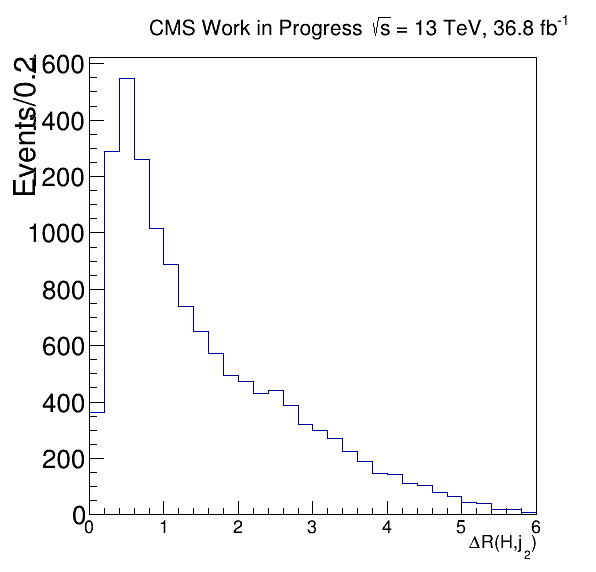 CMS Work in Progress √s = 13 TeV, 36.8 fb⁻¹
Events/0.2
1600
1400
1200
1000
800
600
400
200
0
0 1 2 3 4 5 6
ΔR(H,j₂)